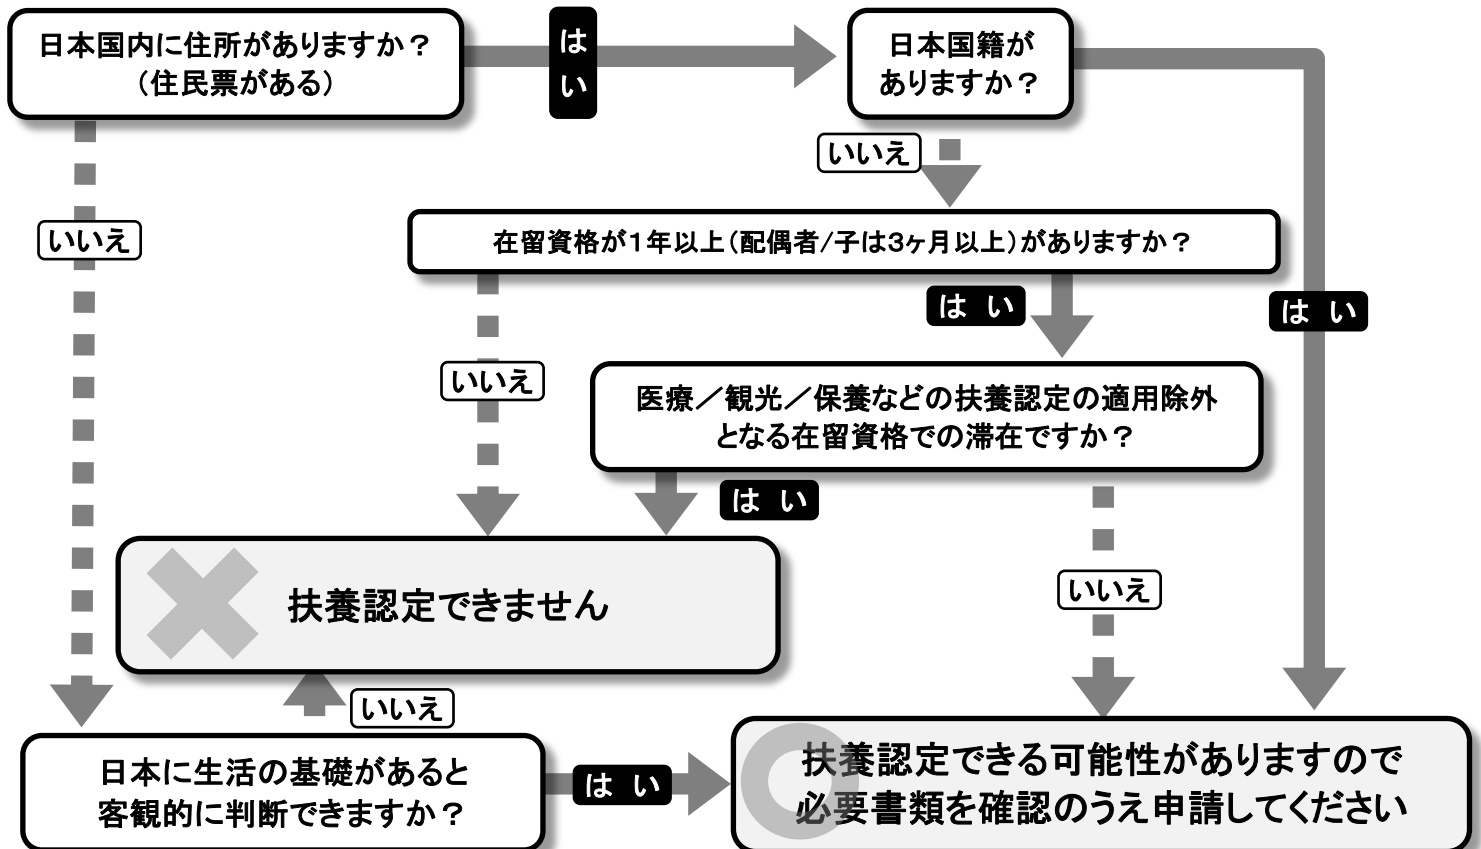 日本国内に住所がありますか？
（住民票がある）
はい
日本国籍が
ありますか？
いいえ
いいえ
在留資格が１年以上（配偶者/子は３ヶ月以上）がありますか？
はい
はい
いいえ
医療／観光／保養などの扶養認定の適用除外
となる在留資格での滞在ですか？
はい
いいえ
扶養認定できません
いいえ
日本に生活の基礎があると
客観的に判断できますか？
はい
扶養認定できる可能性がありますので
必要書類を確認のうえ申請してください